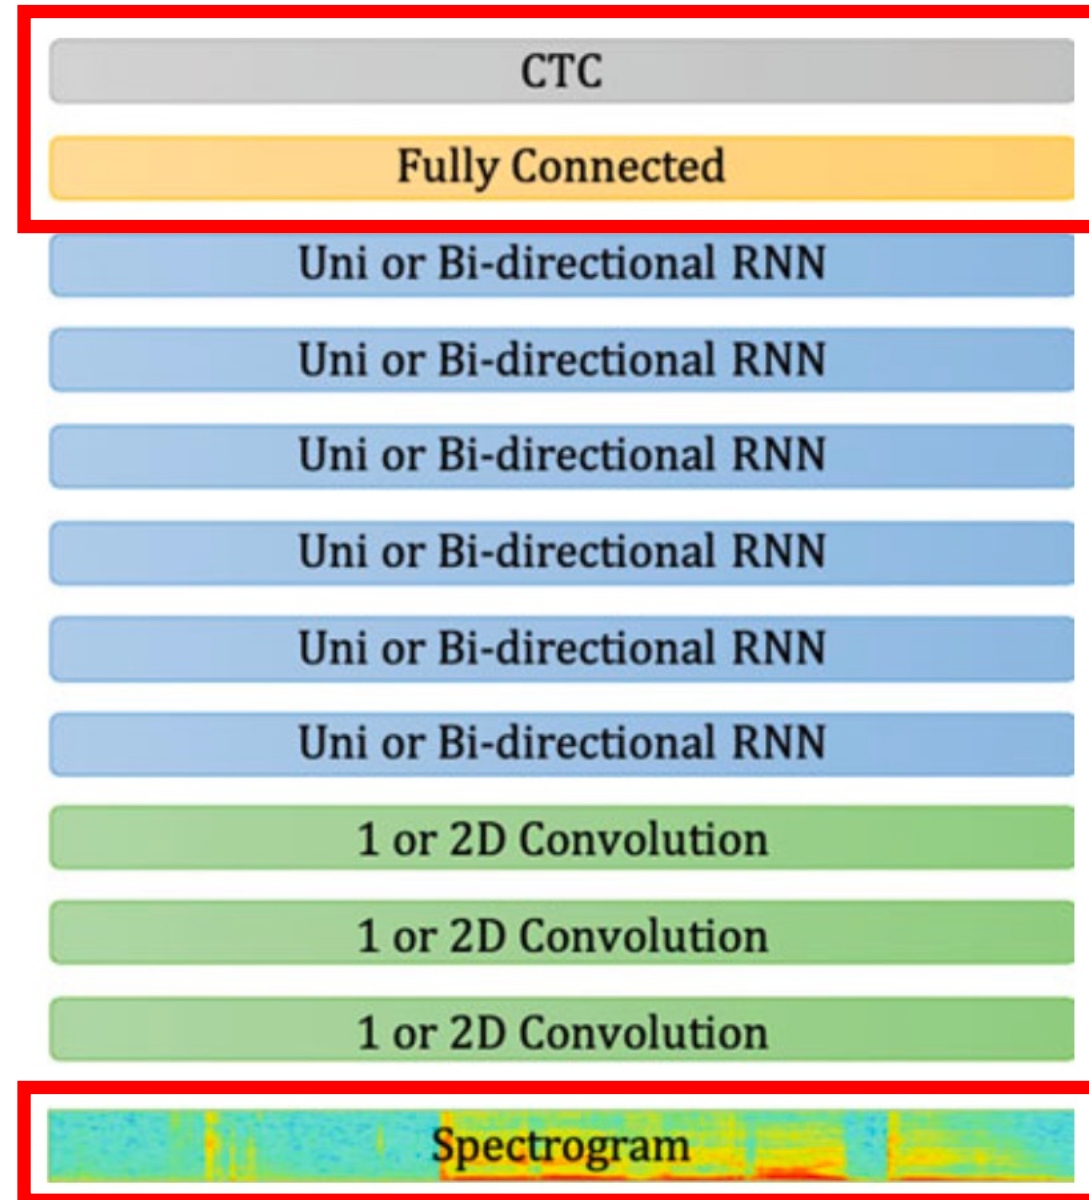 CTC
Fully Connected
Uni or Bi-directional RNN
Uni or Bi-directional RNN
Uni or Bi-directional RNN
Uni or Bi-directional RNN
Uni or Bi-directional RNN
Uni or Bi-directional RNN
1 or 2D Convolution
1 or 2D Convolution
1 or 2D Convolution
Spectrogram